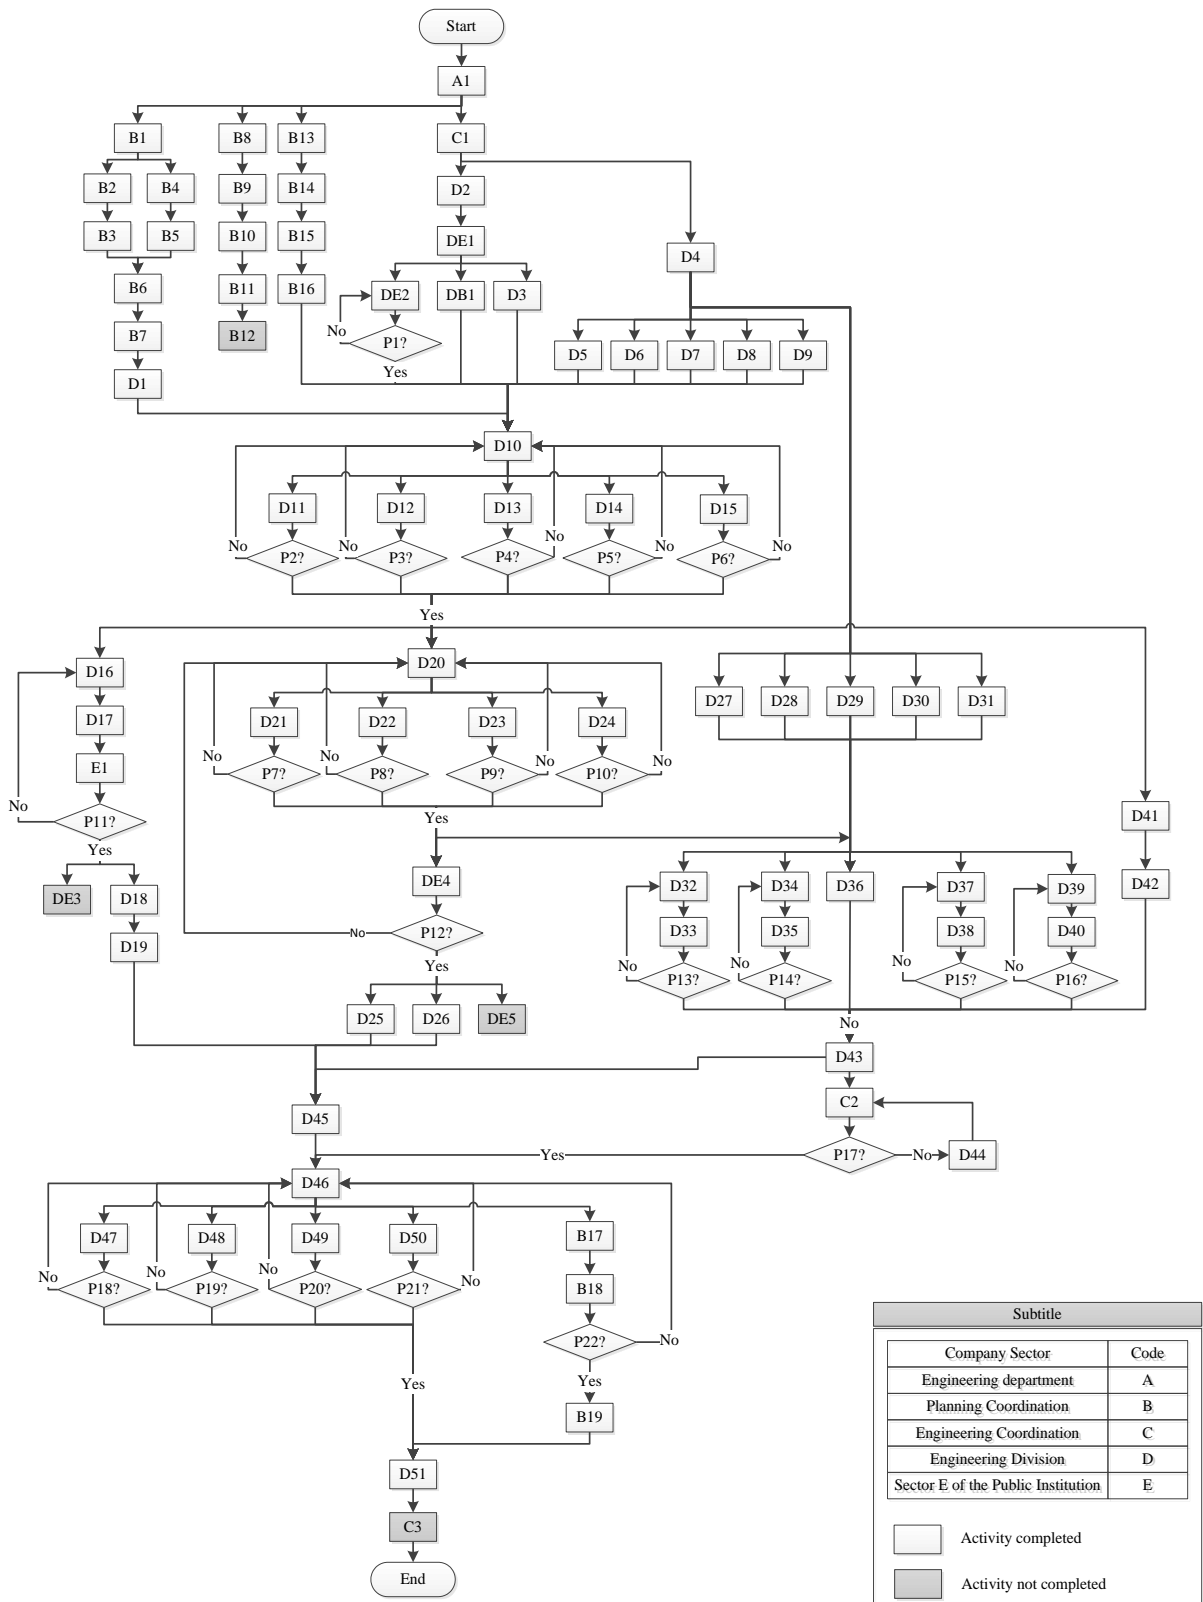 Start
A1
B1 B8 B13 C1
B2 B4 B9 B14 D2
B3 B5 B10 B15 DE1 D4
B6 B11 B16 DE2 DB1 D3
No
B7 B12 P1? D5 D6 D7 D8 D9
Yes
D1
D10
D11 D12 D13 D14 D15
No No No No No
P2? P3? P4? P5? P6?
Yes
D16 D20
D27 D28 D29 D30 D31
D17 D21 D22 D23 D24
No No No No
E1 P7? P8? P9? P10?
No
P11? Yes D41
Yes
DE3 D18 DE4 D32 D34 D36 D37 D39 D42
D19 No P12? D33 D35 D38 D40
Yes No No No No
P13? P14? P15? P16?
D25 D26 DE5
No
D43
C2
D45
Yes P17? No D44
D46
D47 D48 D49 D50 B17
No No No No
P18? P19? P20? P21? B18
P22? No
Yes Yes
B19
D51
C3
End
Subtitle
Company Sector Code
Engineering department A
Planning Coordination B
Engineering Coordination C
Engineering Division D
Sector E of the Public Institution E
Activity completed
Activity not completed